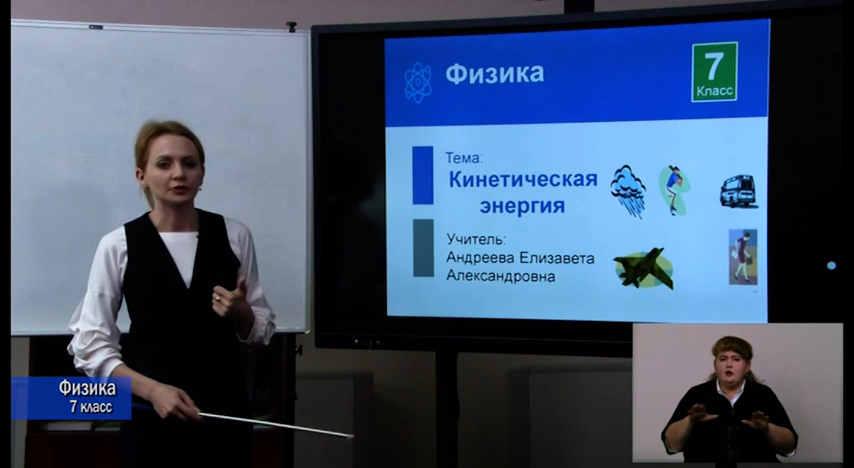 Физика
7
Класс
Тема:
Кинетическая
энергия
Учитель:
Андреева Елизавета
Александровна
Физика
7 класс